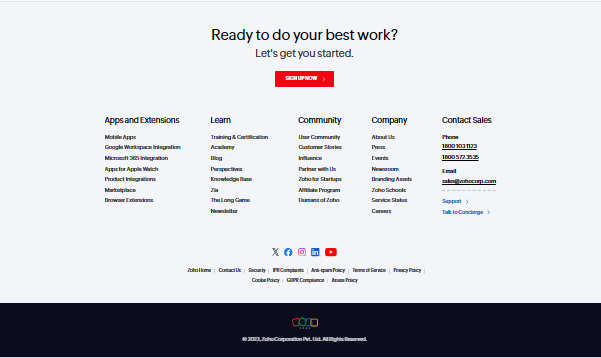 Ready to do your best work?
Let's get you started.
SIGN UP NOW
Apps and Extensions
Mobile Apps
Google Workspace Integration
Microsoft 365 Integration
Apps for Apple Watch
Product Integrations
Marketplace
Browser Extensions
Learn
Training & Certification
Academy
Blog
Perspectives
Knowledge Base
Zia
The Long Game
Newsletter
Community
User Community
Customer Stories
Influence
Partner with Us
Zoho for Startups
Affiliate Program
Humans of Zoho
Company
About Us
Press
Events
Newsroom
Branding Assets
Zoho Schools
Service Status
Careers
Contact Sales
Phone
1800 103 1123
1800 572 3535
Email
sales@zohocorp.com
Support
Talk to Concierge
Zoho Home | Contact Us | Security | IPR Complaints | Anti-spam Policy | Terms of Service | Privacy Policy |
Cookie Policy | GDPR Compliance | Abuse Policy
© 2023, Zoho Corporation Pvt. Ltd. All Rights Reserved.